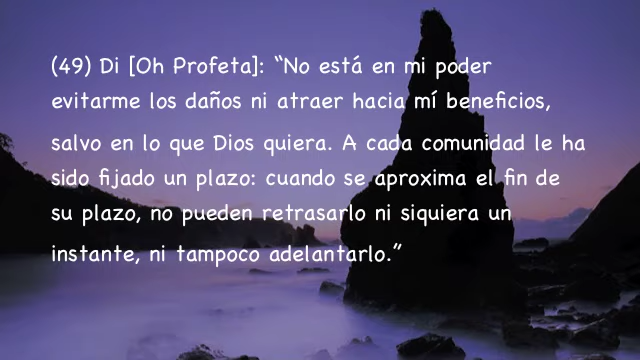 (49) Di [Oh Profeta]: “No está en mi poder
evitarme los daños ni atraer hacia mí beneficios,
salvo en lo que Dios quiera. A cada comunidad le ha
sido fijado un plazo: cuando se aproxima el fin de
su plazo, no pueden retrasarlo ni siquiera un
instante, ni tampoco adelantarlo.”